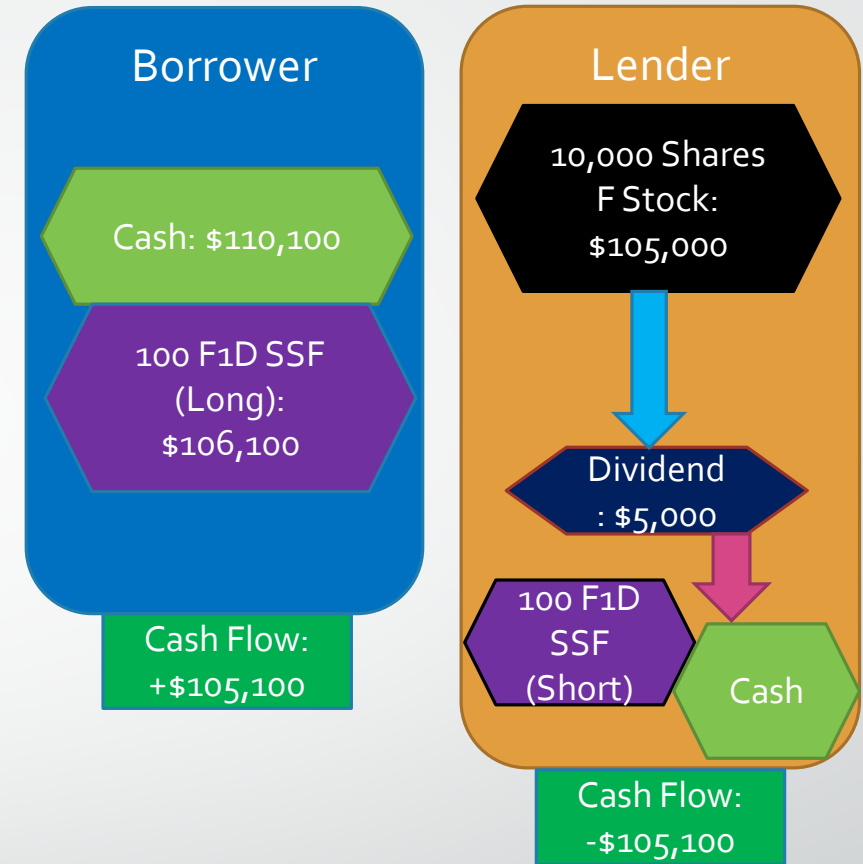 Borrower
Cash: $110,100
100 F1D SSF
(Long):
$106,100
Cash Flow:
+$105,100
Lender
10,000 Shares
F Stock:
$105,000
Dividend
: $5,000
100 F1D
SSF
(Short)
Cash
Cash Flow:
-$105,100